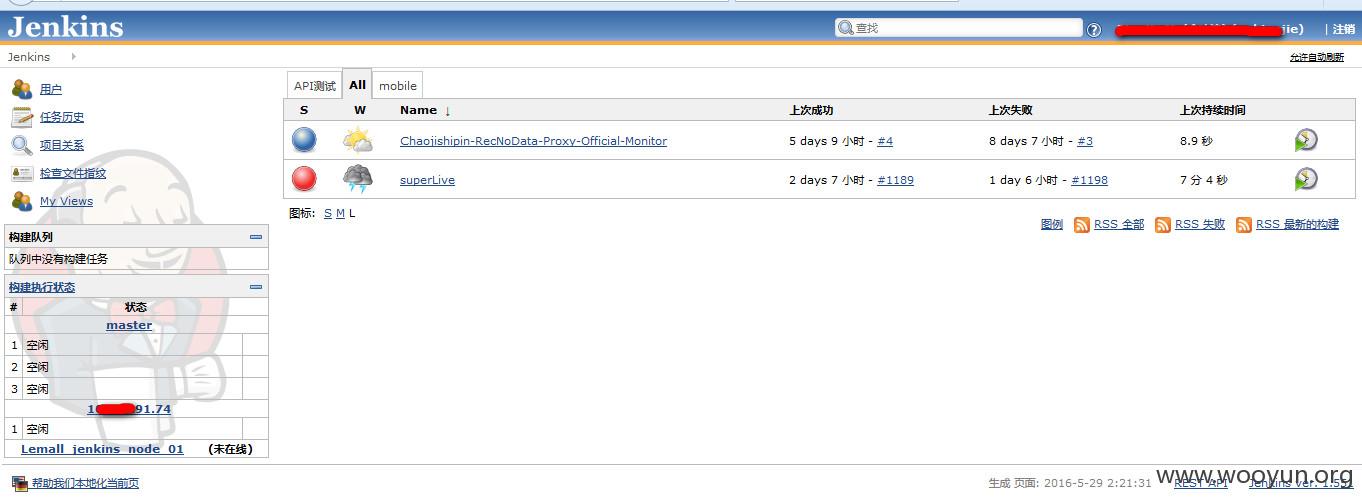 Jenkins
查找
jie) | 注销
Jenkins
允许自动刷新
用户
任务历史
项目关系
检查文件指纹
My Views
构建队列
队列中没有构建任务
构建执行状态
# 状态
master
1 空闲
2 空闲
3 空闲
91.74
1 空闲
Lemall_jenkins_node_01 (未在线)
API测试 All mobile
S W Name ↓ 上次成功 上次失败 上次持续时间
Chaojishipin-RecNoData-Proxy-Official-Monitor 5 days 9 小时 - #4 8 days 7 小时 - #3 8.9 秒
superLive 2 days 7 小时 - #1189 1 day 6 小时 - #1198 7 分 4 秒
图标: S M L
图例 RSS 全部 RSS 失败 RSS 最新的构建
帮助我们本地化当前页
生成 页面: 2016-5-29 2:21:31 REST API Jenkins ver.
www.wooyun.org